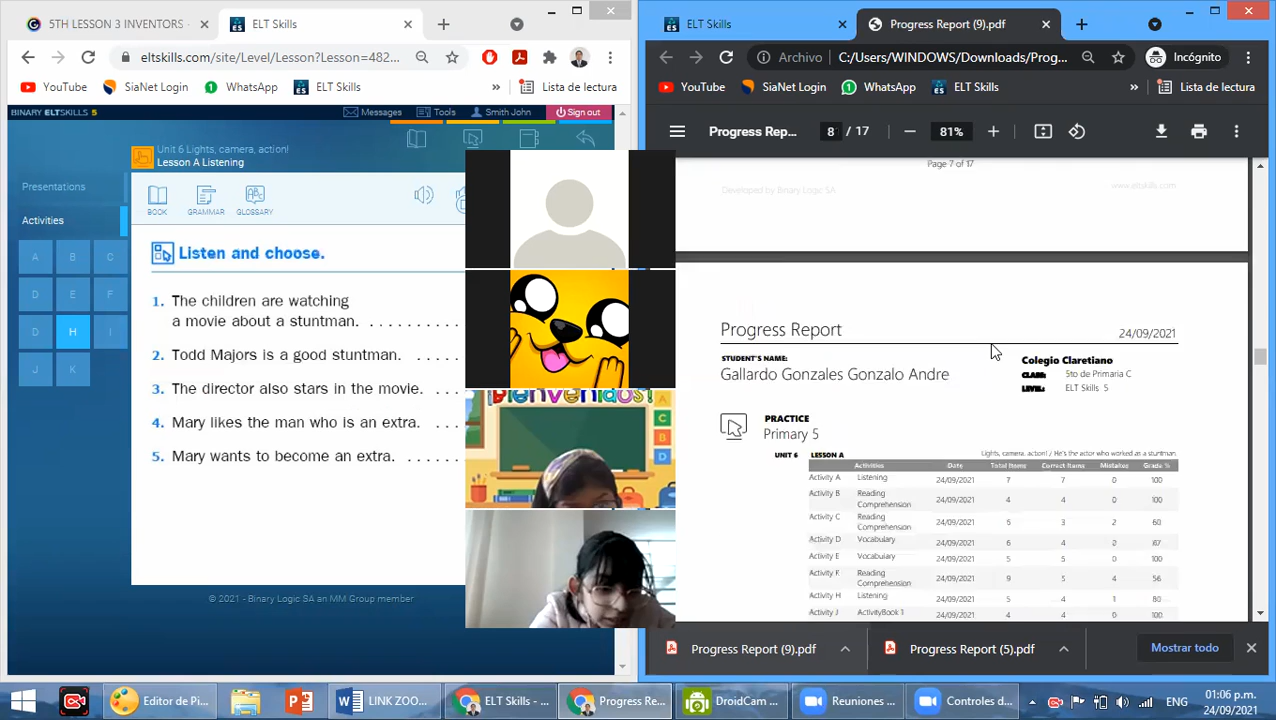 5TH LESSON 3 INVENTORS
ELT Skills
eltskills.com/site/Level/Lesson?Lesson=482...
YouTube
SiaNet Login
WhatsApp
ELT Skills
»
Lista de lectura
BINARY ELTSKILLS 5
Messages
Tools
Smith John
Sign out
Unit 6 Lights, camera, action!
Lesson A Listening
Presentations
Activities
BOOK
GRAMMAR
GLOSSARY
A B C
D E F
D H I
J K
Listen and choose.
1. The children are watching
a movie about a stuntman. . . . . . . . . .
2. Todd Majors is a good stuntman. . . . . .
3. The director also stars in the movie. . . .
4. Mary likes the man who is an extra. . . .
5. Mary wants to become an extra. . . . . . .
© 2021 - Binary Logic SA an MM Group member
¡Bienvenidos!
A
C
B
D
ELT Skills
Progress Report (9).pdf
Archivo
C:/Users/WINDOWS/Downloads/Prog...
Incógnito
YouTube
SiaNet Login
WhatsApp
ELT Skills
»
Lista de lectura
Progress Rep...
8 / 17
81%
Page 7 of 17
Developed by Binary Logic SA
www.eltskills.com
Progress Report
24/09/2021
STUDENT'S NAME:
Gallardo Gonzales Gonzalo Andre
Colegio Claretiano
CLASS: 5to de Primaria C
LEVEL: ELT Skills 5
PRACTICE
Primary 5
UNIT 6 LESSON A Lights, camera, action! / He's the actor who worked as a stuntman.
Activities Date Total Items Correct Items Mistakes Grade %
Activity A Listening 24/09/2021 7 7 0 100
Activity B Reading Comprehension 24/09/2021 4 4 0 100
Activity C Reading Comprehension 24/09/2021 3 2 60
Activity D Vocabulary 24/09/2021 6 4 67
Activity E Vocabulary 24/09/2021 5 5 0 100
Reading Comprehension 24/09/2021 9 5 4 56
Activity H Listening 24/09/2021 5 4 1 80
Activity J ActivityBook 1 24/09/2021 4 4 0 100
Progress Report (9).pdf
Progress Report (5).pdf
Mostrar todo
Editor de Pi...
LINK ZOO...
ELT Skills - ...
Progress Re...
DroidCam ...
Reuniones ...
Controles d...
ENG
01:06 p.m.
24/09/2021